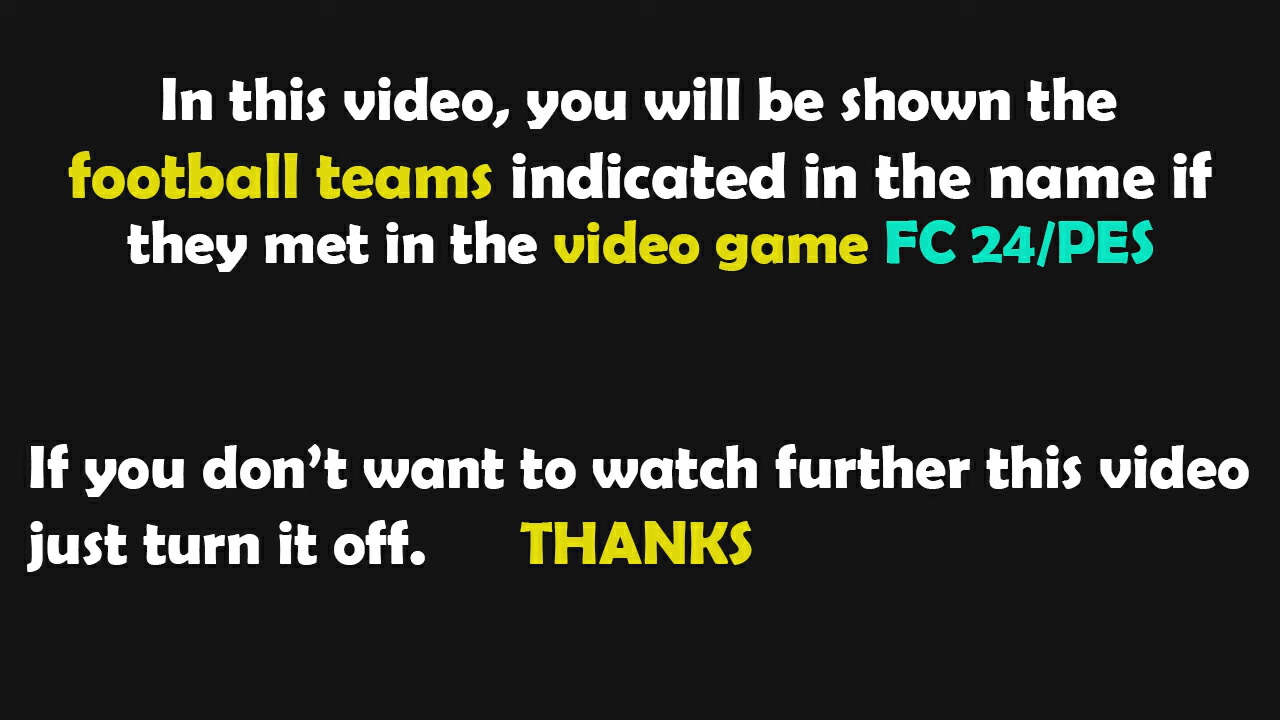 In this video, you will be shown the
football teams indicated in the name if
they met in the video game FC 24/PES
If you don’t want to watch further this video
just turn it off. THANKS